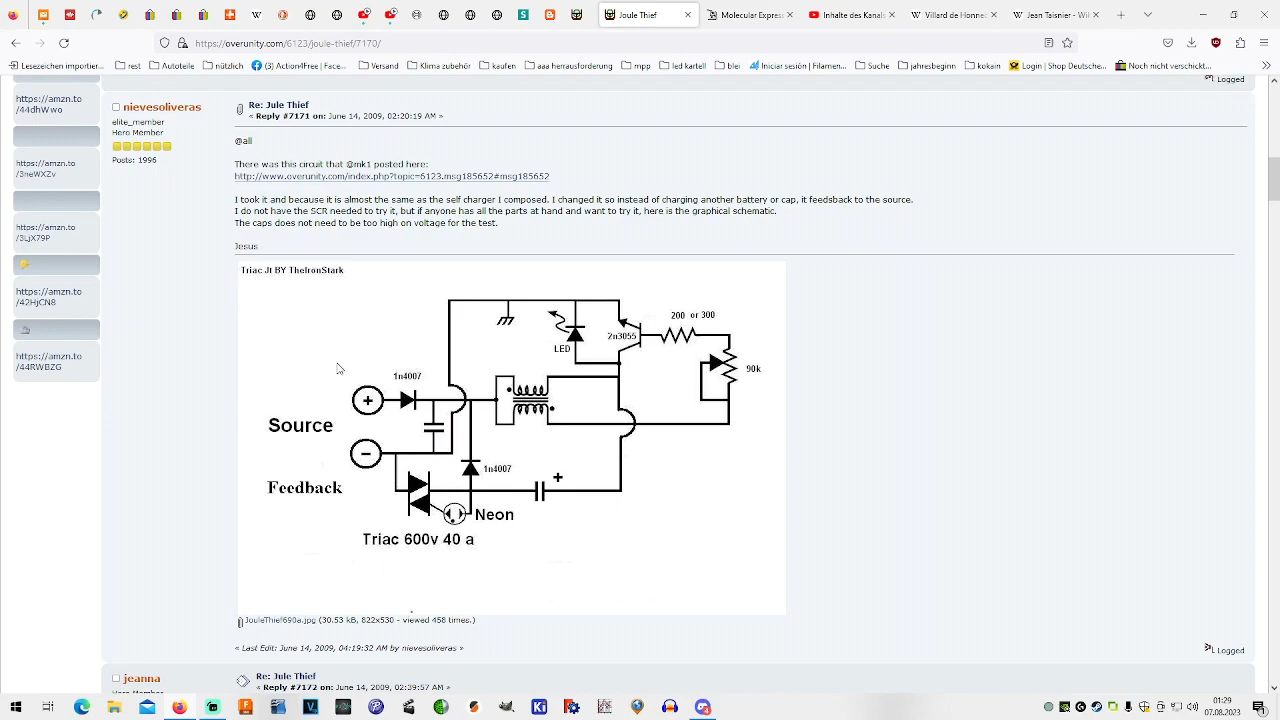 Joule Thief
Molecular Expres
Inhaltes des Kanals
Willard de Honne
Jean Taisnier - Wi
https://overunity.com/6123/joule-thief/7170/
Lesezeichen importier...
rest
Autoteile
nützlich
(3) Action4Free | Face...
Versand
Klima zubehör
kaufen
aaa herrausforderung
mpp
led kartell
blei
Iniciar sesión | Filamen...
Suche
jahresbeginn
kokain
Login | Shop Deutsche...
Noch nicht verschickt...
Logged
https://amzn.to
/44dhWwo
https://amzn.to
/3neWXZv
https://amzn.to
/3LjX79P
https://amzn.to
/42HjCN8
https://amzn.to
/44RWBZG
nievesoliveras
elite_member
Hero Member
Posts: 1996
Re: Jule Thief
« Reply #7171 on: June 14, 2009, 02:20:19 AM »
@all
There was this circuit that @mk1 posted here:
http://www.overunity.com/index.php?topic=6123.msg185652#msg185652
I took it and because it is almost the same as the self charger I composed. I changed it so instead of charging another battery or cap, it feedsback to the source.
I do not have the SCR needed to try it, but if anyone has all the parts at hand and want to try it, here is the graphical schematic.
The caps does not need to be too high on voltage for the test.
Jesus
Triac Jt BY TheIronStark
200 or 300
2n3055
LED
90k
1n4007
+
Source
-
1n4007
+
Feedback
Neon
Triac 600v 40 a
JouleThief690a.jpg (30.53 kB, 822x530 - viewed 458 times.)
« Last Edit: June 14, 2009, 04:19:32 AM by nievesoliveras »
Logged
jeanna
Hero Member
Re: Jule Thief
« Reply #7172 on: June 14, 2009, 02:39:57 AM »
01:29
07.08.2023